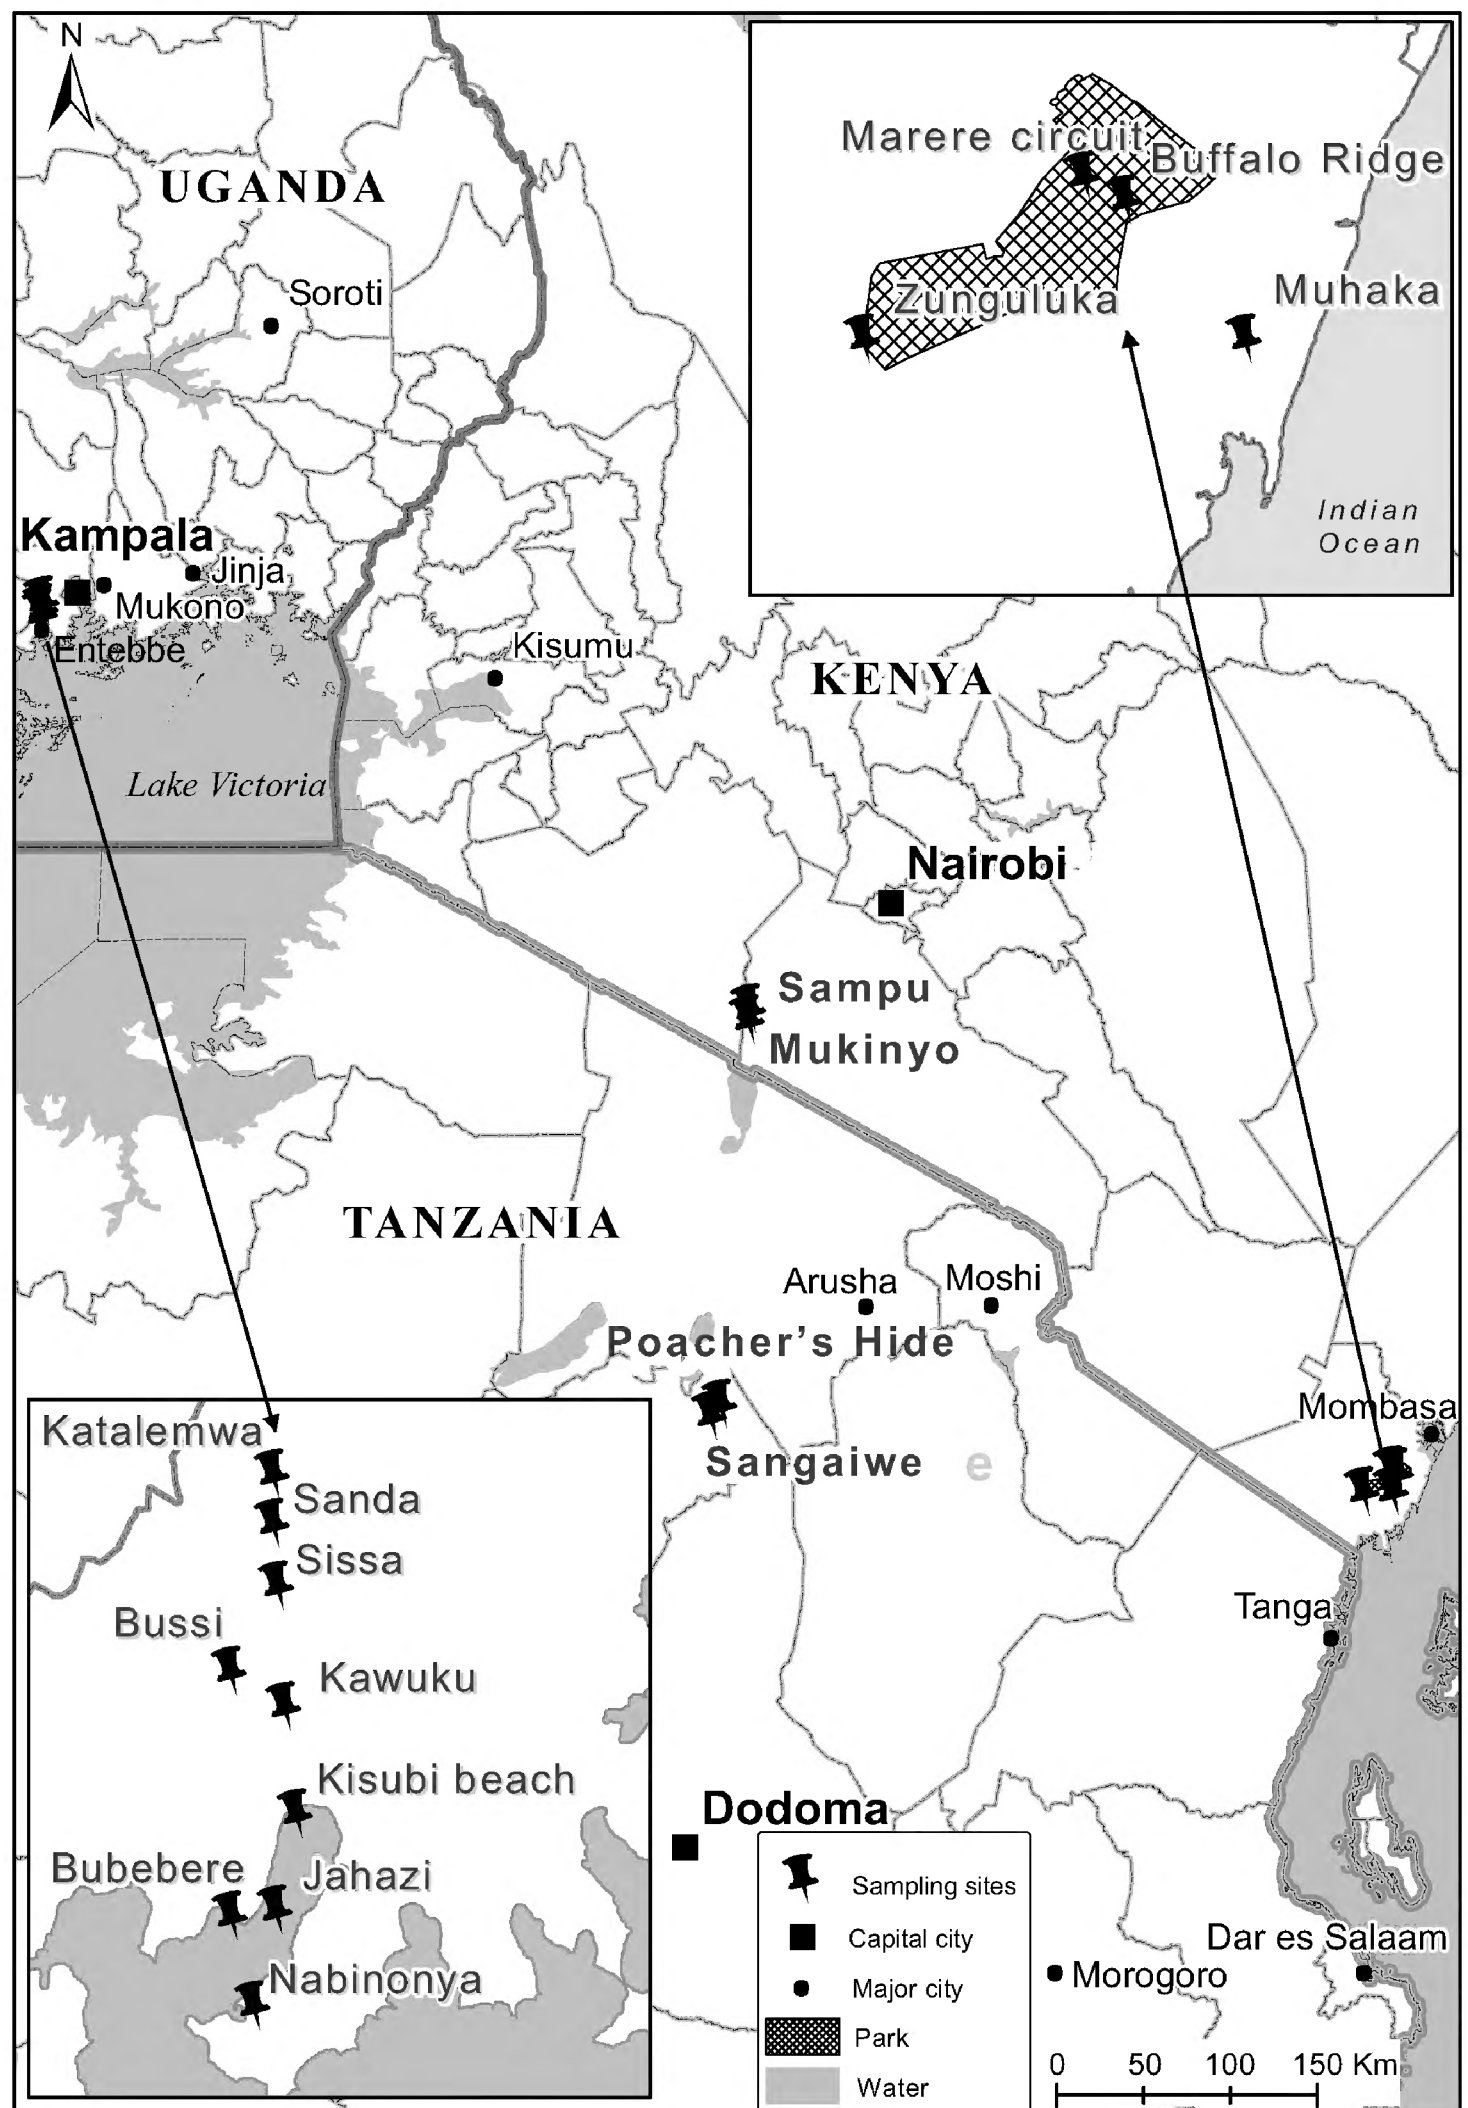 N
UGANDA
Soroti
Kampala
Jinja
Mukono
Entebbe
Kisumu
Lake Victoria
Marere circuit
Buffalo Ridge
Zunguluka
Muhaka
Indian
Ocean
KENYA
Nairobi
Sampu
Mukinyo
TANZANIA
Arusha
Moshi
Poacher’s Hide
Sangaiwe
e
Mombasa
Tanga
Katalemwa
Sanda
Sissa
Bussi
Kawuku
Kisubi beach
Bubebere
Jahazi
Nabinonya
Dodoma
Sampling sites
Capital city
Major city
Park
Water
Dar es Salaam
Morogoro
0 50 100 150 Km